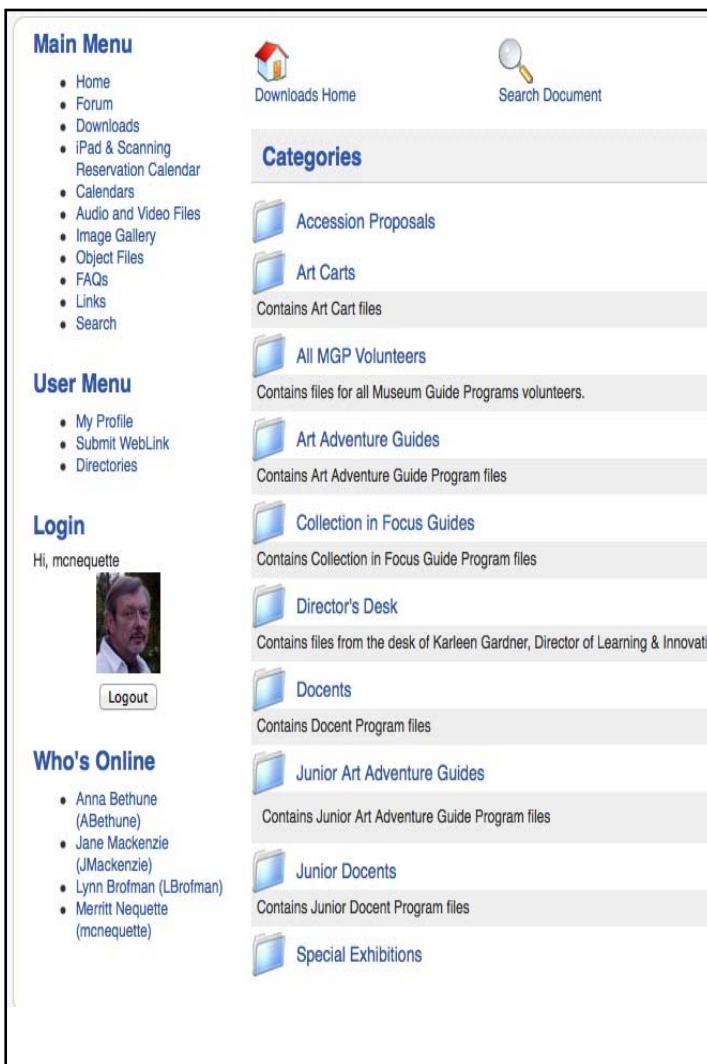 Main Menu
Home
Forum
Downloads
iPad & Scanning
Reservation Calendar
Calendars
Audio and Video Files
Image Gallery
Object Files
FAQs
Links
Search
User Menu
My Profile
Submit WebLink
Directories
Login
Hi, mcnequette
Logout
Who's Online
Anna Bethune
(ABethune)
Jane Mackenzie
(JMackenzie)
Lynn Brofman (LBrofman)
Merritt Nequette
(mcnequette)
Downloads Home
Search Document
Categories
Accession Proposals
Art Carts
Contains Art Cart files
All MGP Volunteers
Contains files for all Museum Guide Programs volunteers.
Art Adventure Guides
Contains Art Adventure Guide Program files
Collection in Focus Guides
Contains Collection in Focus Guide Program files
Director's Desk
Contains files from the desk of Karleen Gardner, Director of Learning & Innovati
Docents
Contains Docent Program files
Junior Art Adventure Guides
Contains Junior Art Adventure Guide Program files
Junior Docents
Contains Junior Docent Program files
Special Exhibitions